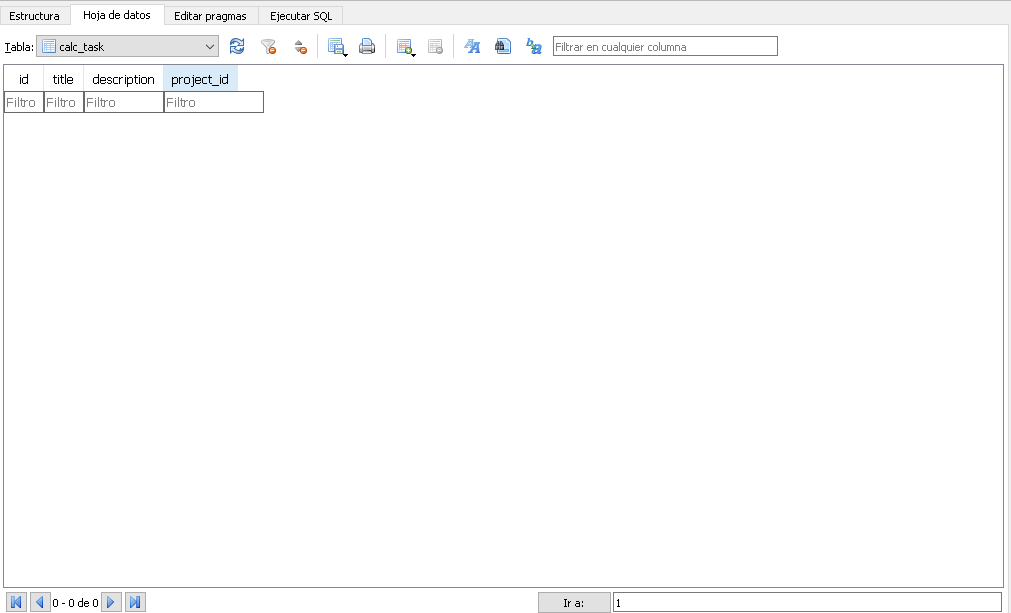 Estructura Hoja de datos Editar pragmas Ejecutar SQL
Tabla: calc_task Filtrar en cualquier columna
id title description project_id
Filtro Filtro Filtro Filtro
0 - 0 de 0 Ir a: 1